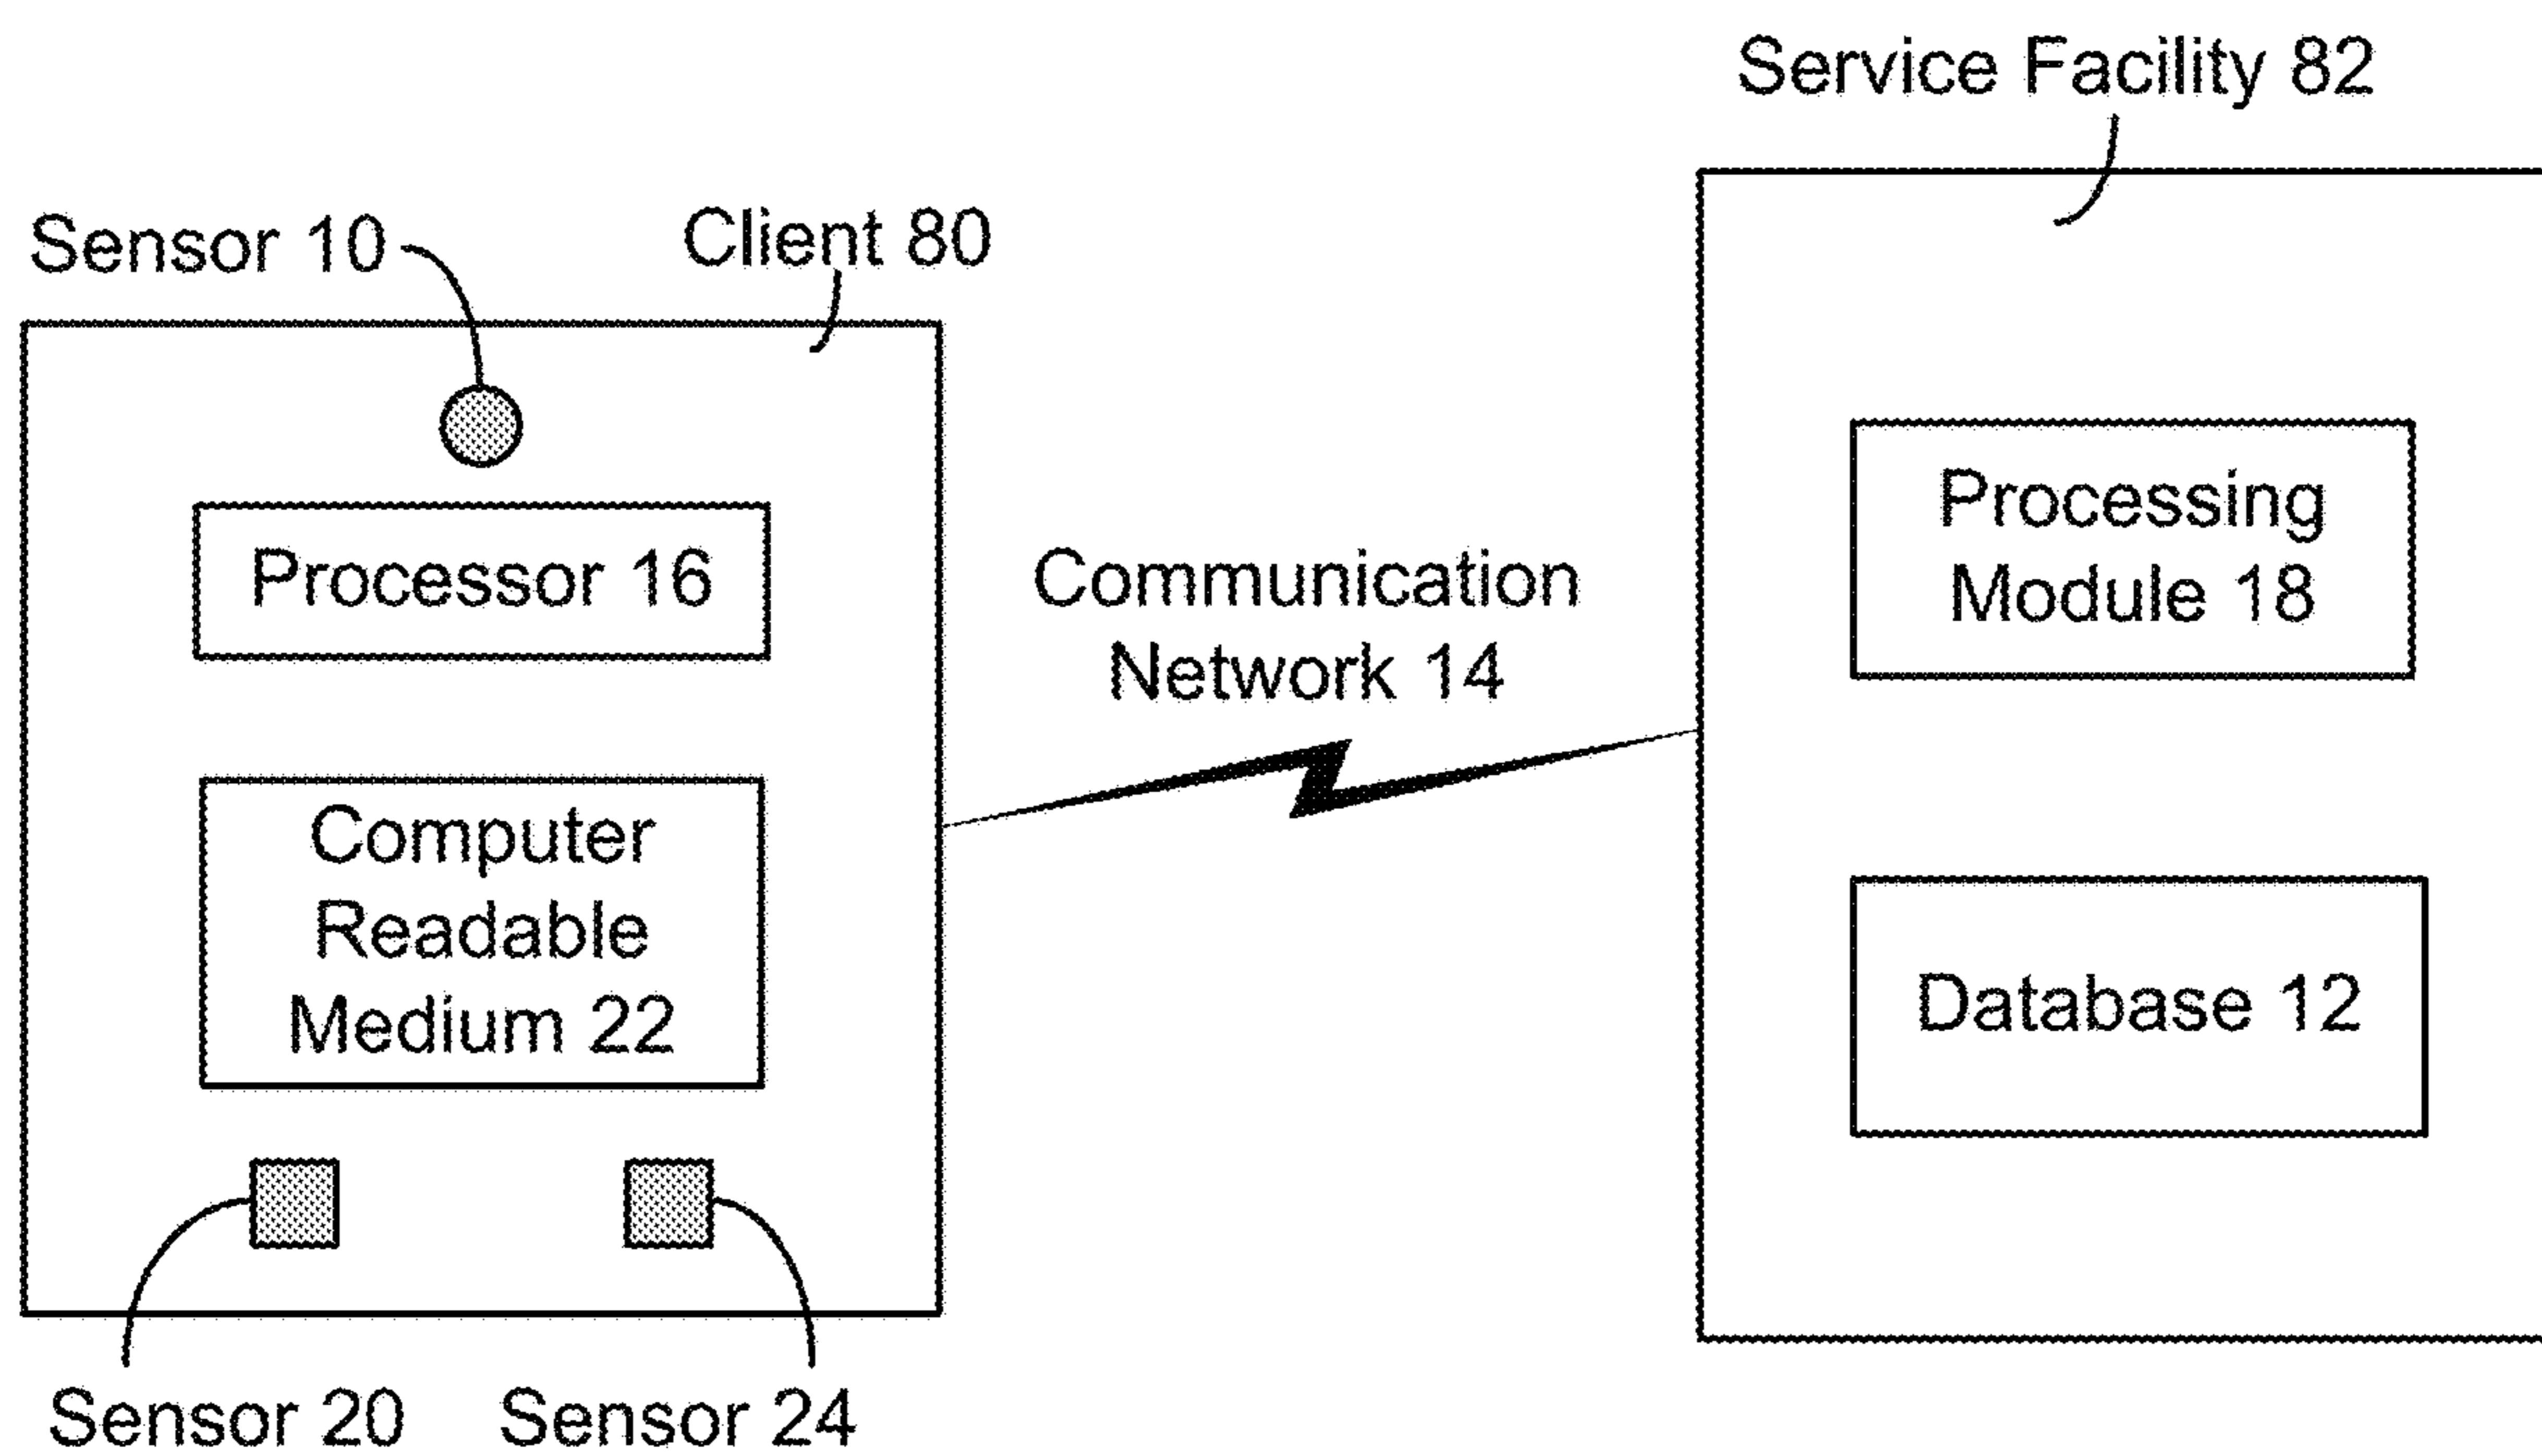 Service Facility 82
Sensor 10
Client 80
Processor 16
Computer
Readable
Medium 22
Sensor 20
Sensor 24
Communication
Network 14
Processing
Module 18
Database 12